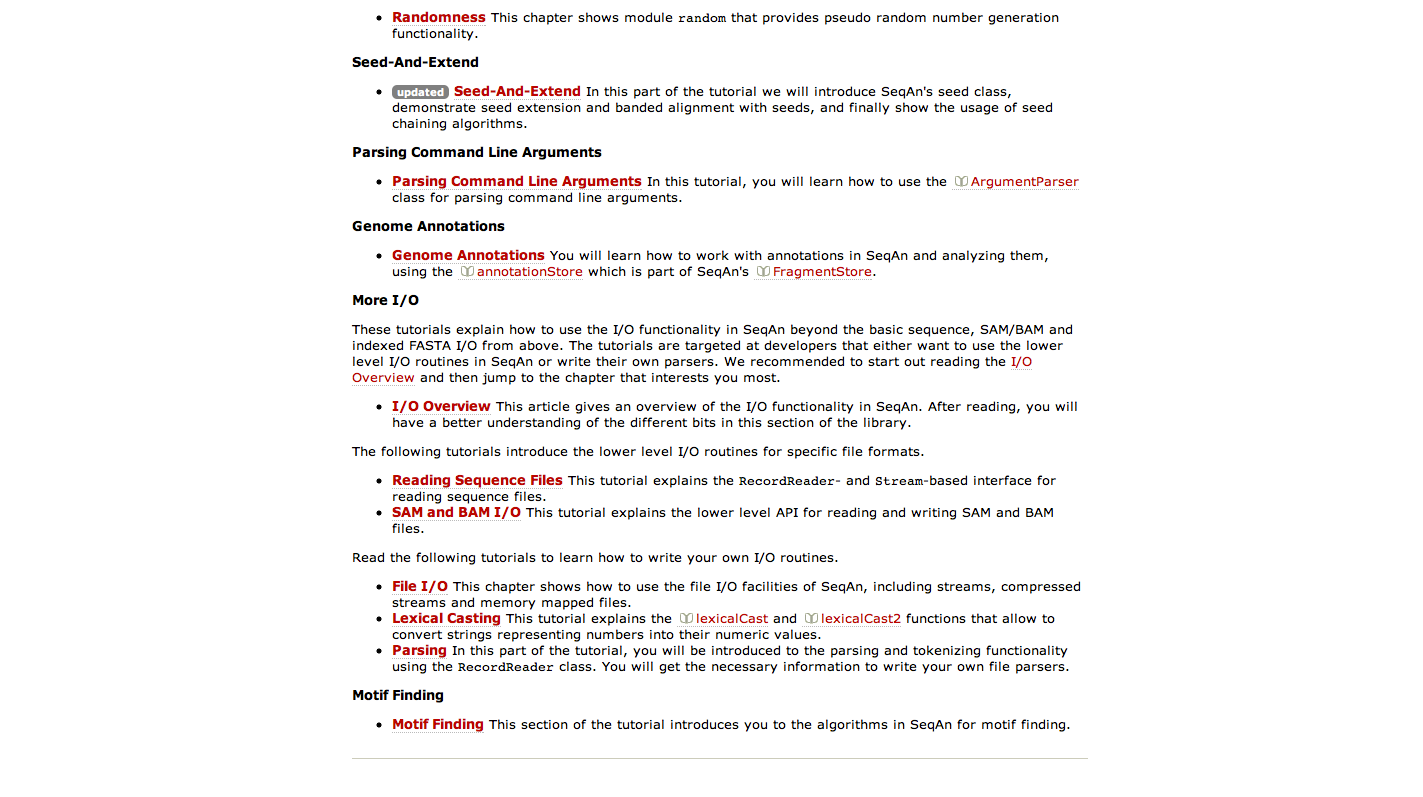 Randomness This chapter shows module random that provides pseudo random number generation
functionality.
Seed-And-Extend
updated Seed-And-Extend In this part of the tutorial we will introduce SeqAn's seed class,
demonstrate seed extension and banded alignment with seeds, and finally show the usage of seed
chaining algorithms.
Parsing Command Line Arguments
Parsing Command Line Arguments In this tutorial, you will learn how to use the ArgumentParser
class for parsing command line arguments.
Genome Annotations
Genome Annotations You will learn how to work with annotations in SeqAn and analyzing them,
using the annotationStore which is part of SeqAn's FragmentStore.
More I/O
These tutorials explain how to use the I/O functionality in SeqAn beyond the basic sequence, SAM/BAM and
indexed FASTA I/O from above. The tutorials are targeted at developers that either want to use the lower
level I/O routines in SeqAn or write their own parsers. We recommended to start out reading the I/O
Overview and then jump to the chapter that interests you most.
I/O Overview This article gives an overview of the I/O functionality in SeqAn. After reading, you will
have a better understanding of the different bits in this section of the library.
The following tutorials introduce the lower level I/O routines for specific file formats.
Reading Sequence Files This tutorial explains the RecordReader- and Stream-based interface for
reading sequence files.
SAM and BAM I/O This tutorial explains the lower level API for reading and writing SAM and BAM
files.
Read the following tutorials to learn how to write your own I/O routines.
File I/O This chapter shows how to use the file I/O facilities of SeqAn, including streams, compressed
streams and memory mapped files.
Lexical Casting This tutorial explains the lexicalCast and lexicalCast2 functions that allow to
convert strings representing numbers into their numeric values.
Parsing In this part of the tutorial, you will be introduced to the parsing and tokenizing functionality
using the RecordReader class. You will get the necessary information to write your own file parsers.
Motif Finding
Motif Finding This section of the tutorial introduces you to the algorithms in SeqAn for motif finding.